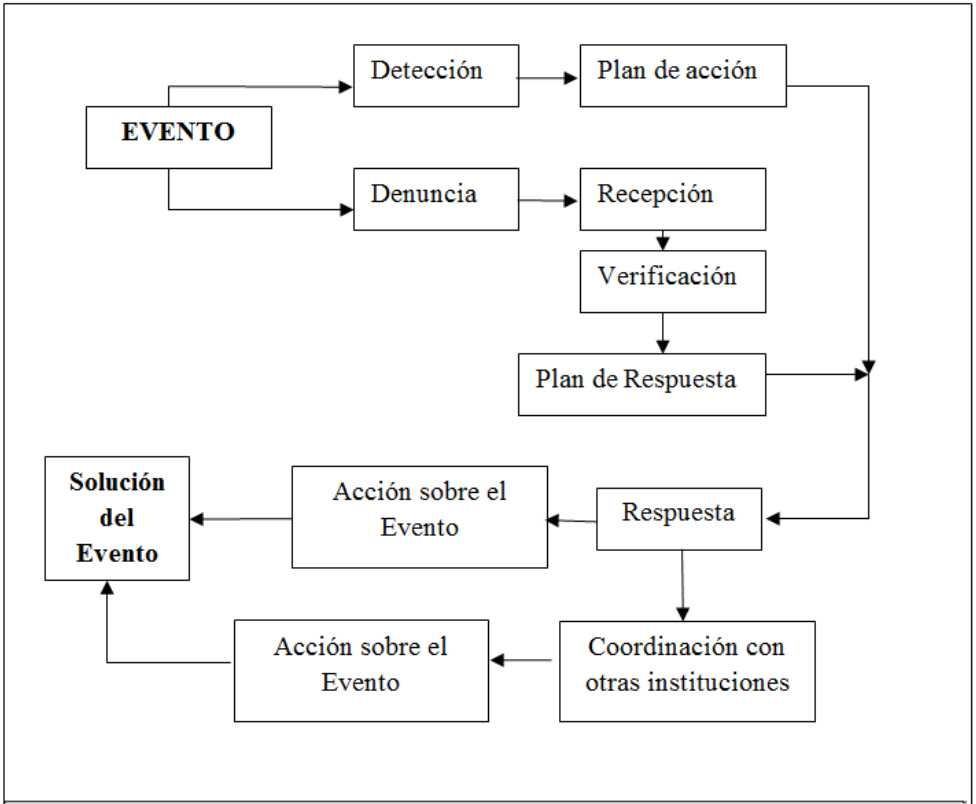 Detección
Plan de acción
EVENTO
Denuncia
Recepción
Verificación
Plan de Respuesta
Solución
del
Evento
Acción sobre el
Evento
Respuesta
Acción sobre el
Evento
Coordinación con
otras instituciones